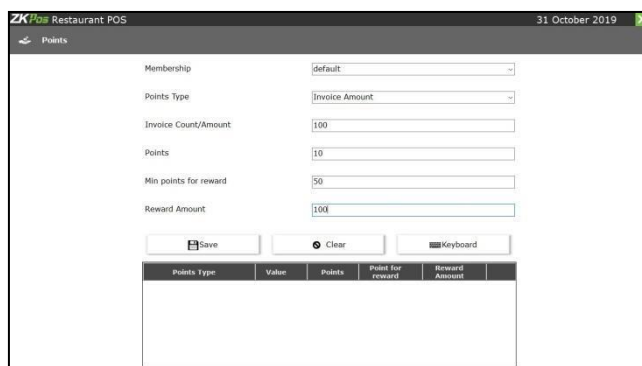 ZKPos Restaurant POS 31 October 2019
Points
Membership default
Points Type Invoice Amount
Invoice Count/Amount 100
Points 10
Min points for reward 50
Reward Amount 100
Save Clear Keyboard
Points Type Value Points Point for reward Reward Amount